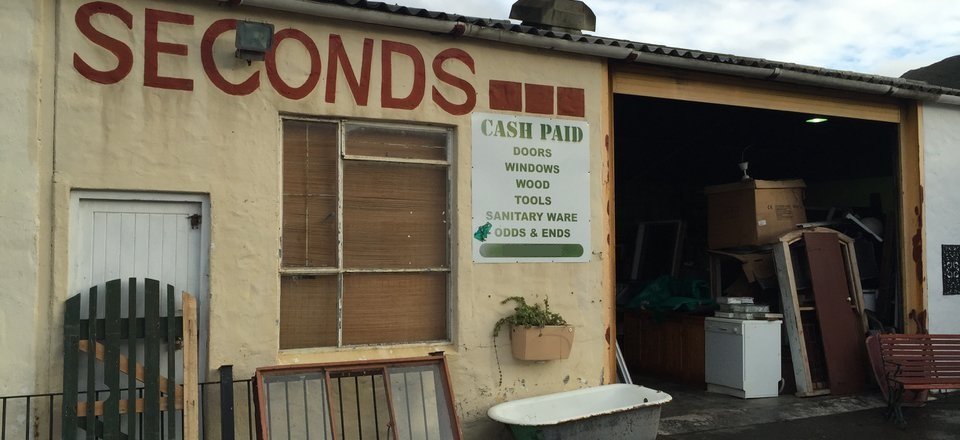 SECONDS
CASH PAID
DOORS
WINDOWS
WOOD
TOOLS
SANITARY WARE
ODDS & ENDS